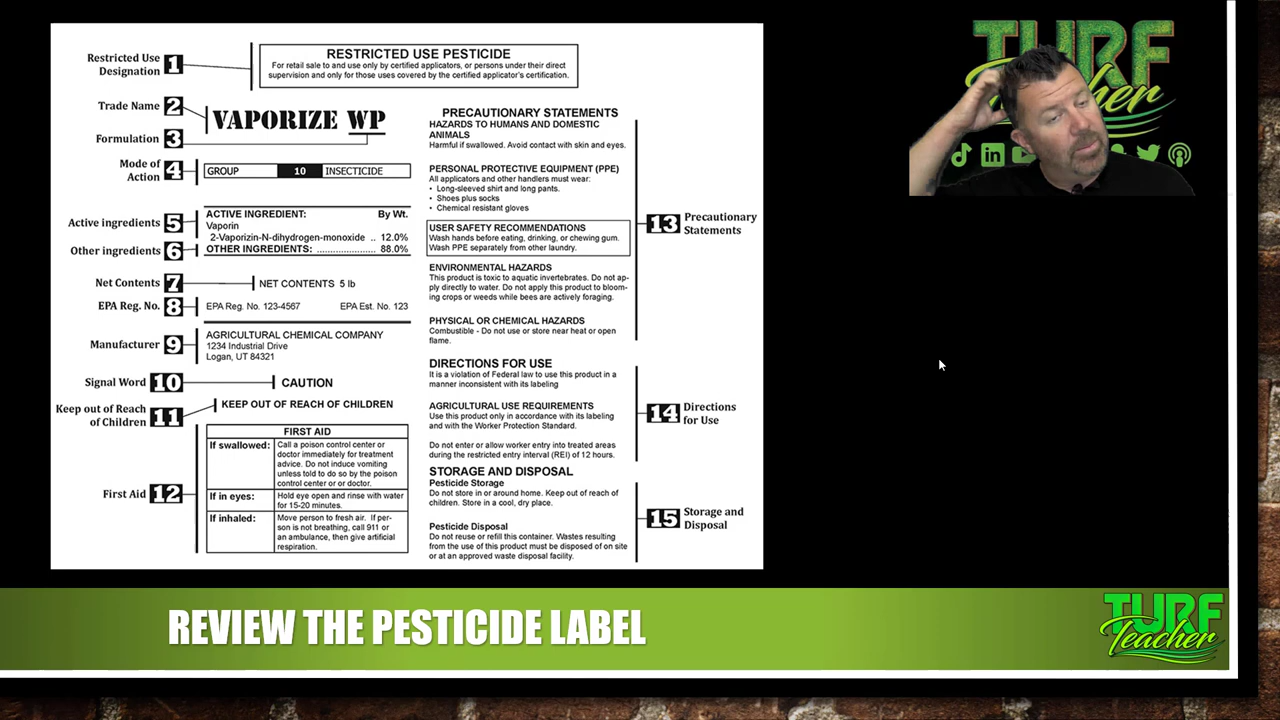 Restricted Use
Designation 1
RESTRICTED USE PESTICIDE
For retail sale to and use only by certified applicators, or persons under their direct
supervision and only for those uses covered by the certified applicator's certification.
Trade Name 2
Formulation 3
VAPORIZE WP
Mode of
Action 4
GROUP 10 INSECTICIDE
Active ingredients 5
Other ingredients 6
ACTIVE INGREDIENT: By Wt.
Vaporin
2-Vaporizin-N-dihydrogen-monoxide .. 12.0%
OTHER INGREDIENTS: ...................... 88.0%
Net Contents 7
NET CONTENTS 5 lb
EPA Reg. No. 8
EPA Reg. No. 123-4567 EPA Est. No. 123
Manufacturer 9
AGRICULTURAL CHEMICAL COMPANY
1234 Industrial Drive
Logan, UT 84321
Signal Word 10
CAUTION
Keep out of Reach
of Children 11
KEEP OUT OF REACH OF CHILDREN
First Aid 12
FIRST AID
If swallowed:
Call a poison control center or
doctor immediately for treatment
advice. Do not induce vomiting
unless told to do so by the poison
control center or or doctor.
If in eyes:
Hold eye open and rinse with water
for 15-20 minutes.
If inhaled:
Move person to fresh air. If per-
son is not breathing, call 911 or
an ambulance, then give artificial
respiration.
PRECAUTIONARY STATEMENTS
HAZARDS TO HUMANS AND DOMESTIC
ANIMALS
Harmful if swallowed. Avoid contact with skin and eyes.
PERSONAL PROTECTIVE EQUIPMENT (PPE)
All applicators and other handlers must wear:
• Long-sleeved shirt and long pants.
• Shoes plus socks
• Chemical resistant gloves
USER SAFETY RECOMMENDATIONS
Wash hands before eating, drinking, or chewing gum.
Wash PPE separately from other laundry.
ENVIRONMENTAL HAZARDS
This product is toxic to aquatic invertebrates. Do not ap-
ply directly to water. Do not apply this product to bloom-
ing crops or weeds while bees are actively foraging.
PHYSICAL OR CHEMICAL HAZARDS
Combustible - Do not use or store near heat or open
flame.
13 Precautionary
Statements
DIRECTIONS FOR USE
It is a violation of Federal law to use this product in a
manner inconsistent with its labeling
AGRICULTURAL USE REQUIREMENTS
Use this product only in accordance with its labeling
and with the Worker Protection Standard.
Do not enter or allow worker entry into treated areas
during the restricted entry interval (REI) of 12 hours.
14 Directions
for Use
STORAGE AND DISPOSAL
Pesticide Storage
Do not store in or around home. Keep out of reach of
children. Store in a cool, dry place.
Pesticide Disposal
Do not reuse or refill this container. Wastes resulting
from the use of this product must be disposed of on site
or at an approved waste disposal facility.
15 Storage and
Disposal
TURF
Teacher
REVIEW THE PESTICIDE LABEL
TURF
Teacher